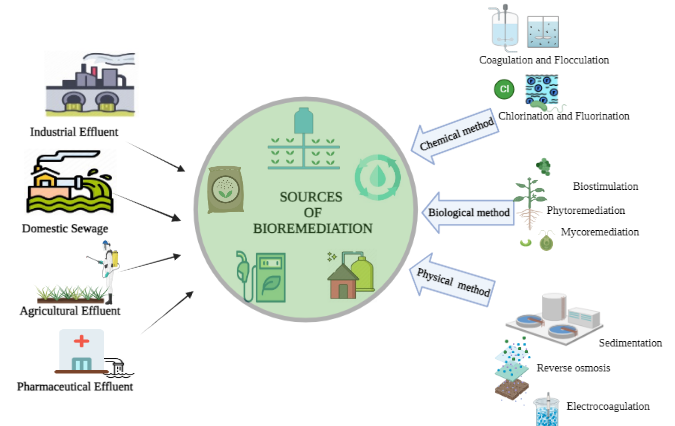 Industrial Effluent
Domestic Sewage
Agricultural Effluent
Pharmaceutical Effluent
SOURCES
OF
BIOREMEDIATION
Chemical method
Biological method
Physical method
Coagulation and Flocculation
Cl
Chlorination and Fluorination
Biostimulation
Phytoremediation
Mycoremediation
Sedimentation
Reverse osmosis
Electrocoagulation